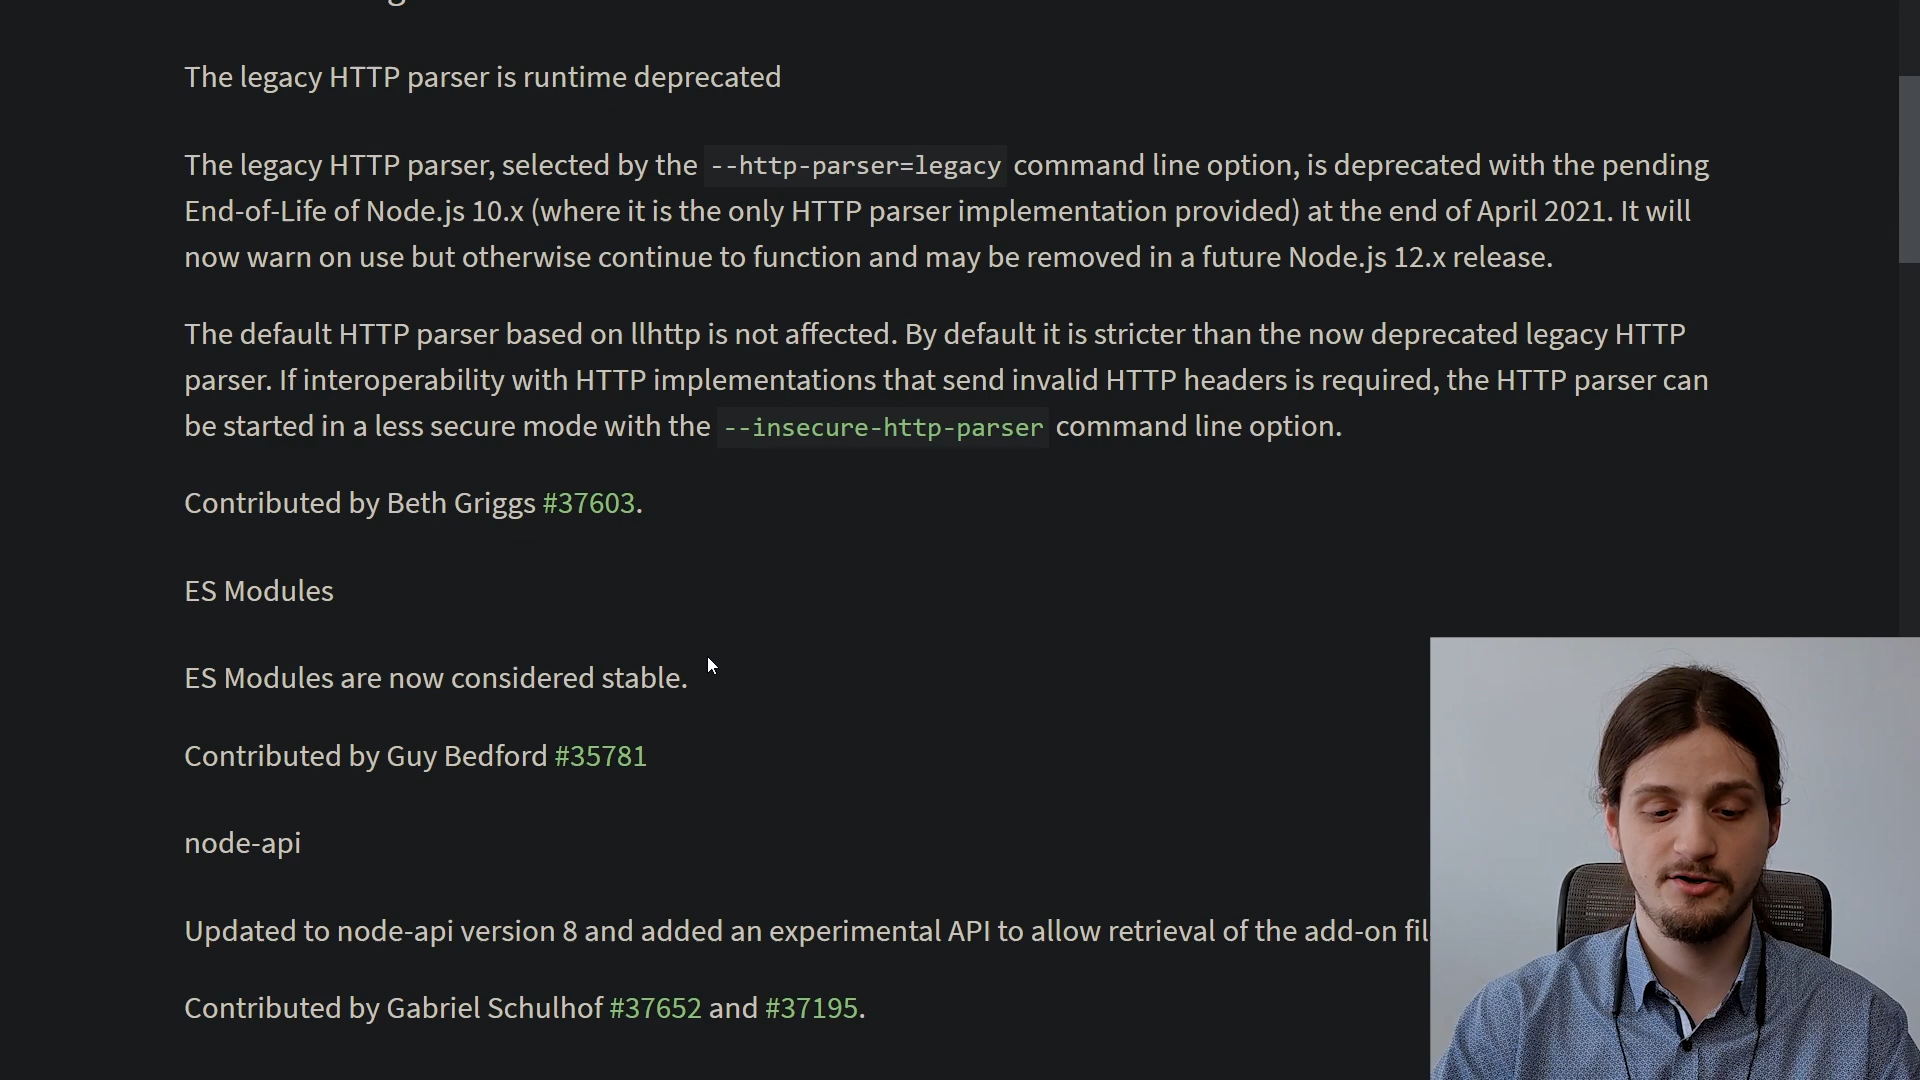 The legacy HTTP parser is runtime deprecated
The legacy HTTP parser, selected by the --http-parser=legacy command line option, is deprecated with the pending
End-of-Life of Node.js 10.x (where it is the only HTTP parser implementation provided) at the end of April 2021. It will
now warn on use but otherwise continue to function and may be removed in a future Node.js 12.x release.
The default HTTP parser based on llhttp is not affected. By default it is stricter than the now deprecated legacy HTTP
parser. If interoperability with HTTP implementations that send invalid HTTP headers is required, the HTTP parser can
be started in a less secure mode with the --insecure-http-parser command line option.
Contributed by Beth Griggs #37603.
ES Modules
ES Modules are now considered stable.
Contributed by Guy Bedford #35781
node-api
Updated to node-api version 8 and added an experimental API to allow retrieval of the add-on
Contributed by Gabriel Schulhof #37652 and #37195.